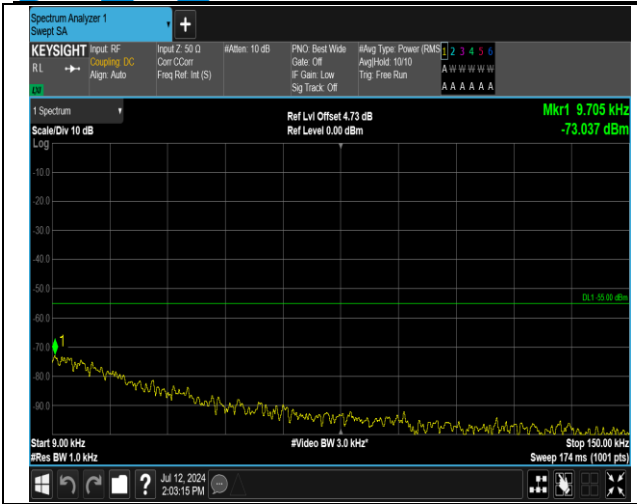 Spectrum Analyzer 1
Swept SA
+
KEYSIGHT Input: RF Input Z: 50 Ω #Atten: 10 dB PNO: Best Wide #Avg Type: Power (RMS 1 2 3 4 5 6
RL Coupling: DC Corr CCorr Gate: Off Avg|Hold: 10/10 A W W W W W
Align: Auto Freq Ref: Int (S) IF Gain: Low Trig: Free Run
LXI Sig Track: Off A A A A A A
1 Spectrum Ref Lvl Offset 4.73 dB Mkr1 9.705 kHz
Scale/Div 10 dB Ref Level 0.00 dBm -73.037 dBm
Log
-10.0
-20.0
-30.0
-40.0
-50.0
DL1 -55.00 dBm
-60.0
-70.0 1
-80.0
-90.0
Start 9.00 kHz #Video BW 3.0 kHz* Stop 150.00 kHz
#Res BW 1.0 kHz Sweep 174 ms (1001 pts)
? Jul 12, 2024
2:03:15 PM